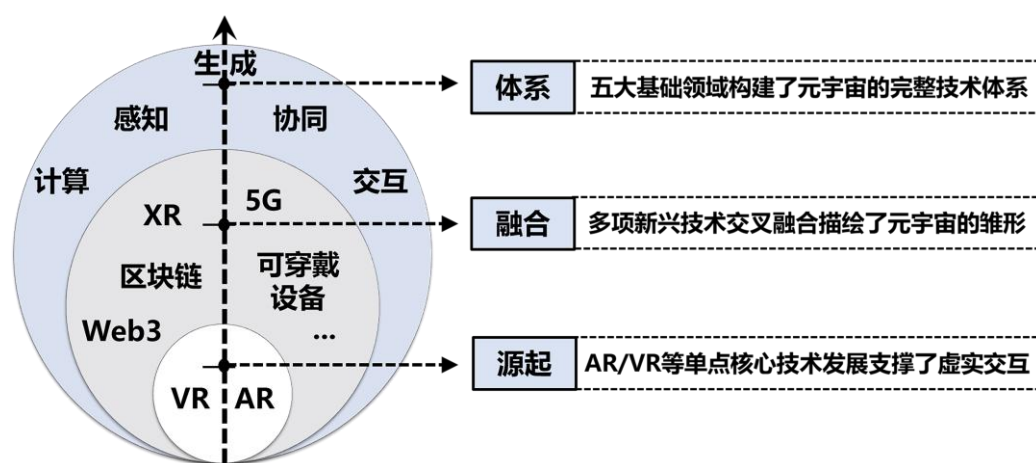 生成
感知
协同
计算
交互
XR
5G
区块链
可穿戴
设备
Web3
...
VR
AR
体系
五大基础领域构建了元宇宙的完整技术体系
融合
多项新兴技术交叉融合描绘了元宇宙的雏形
源起
AR/VR等单点核心技术发展支撑了虚实交互